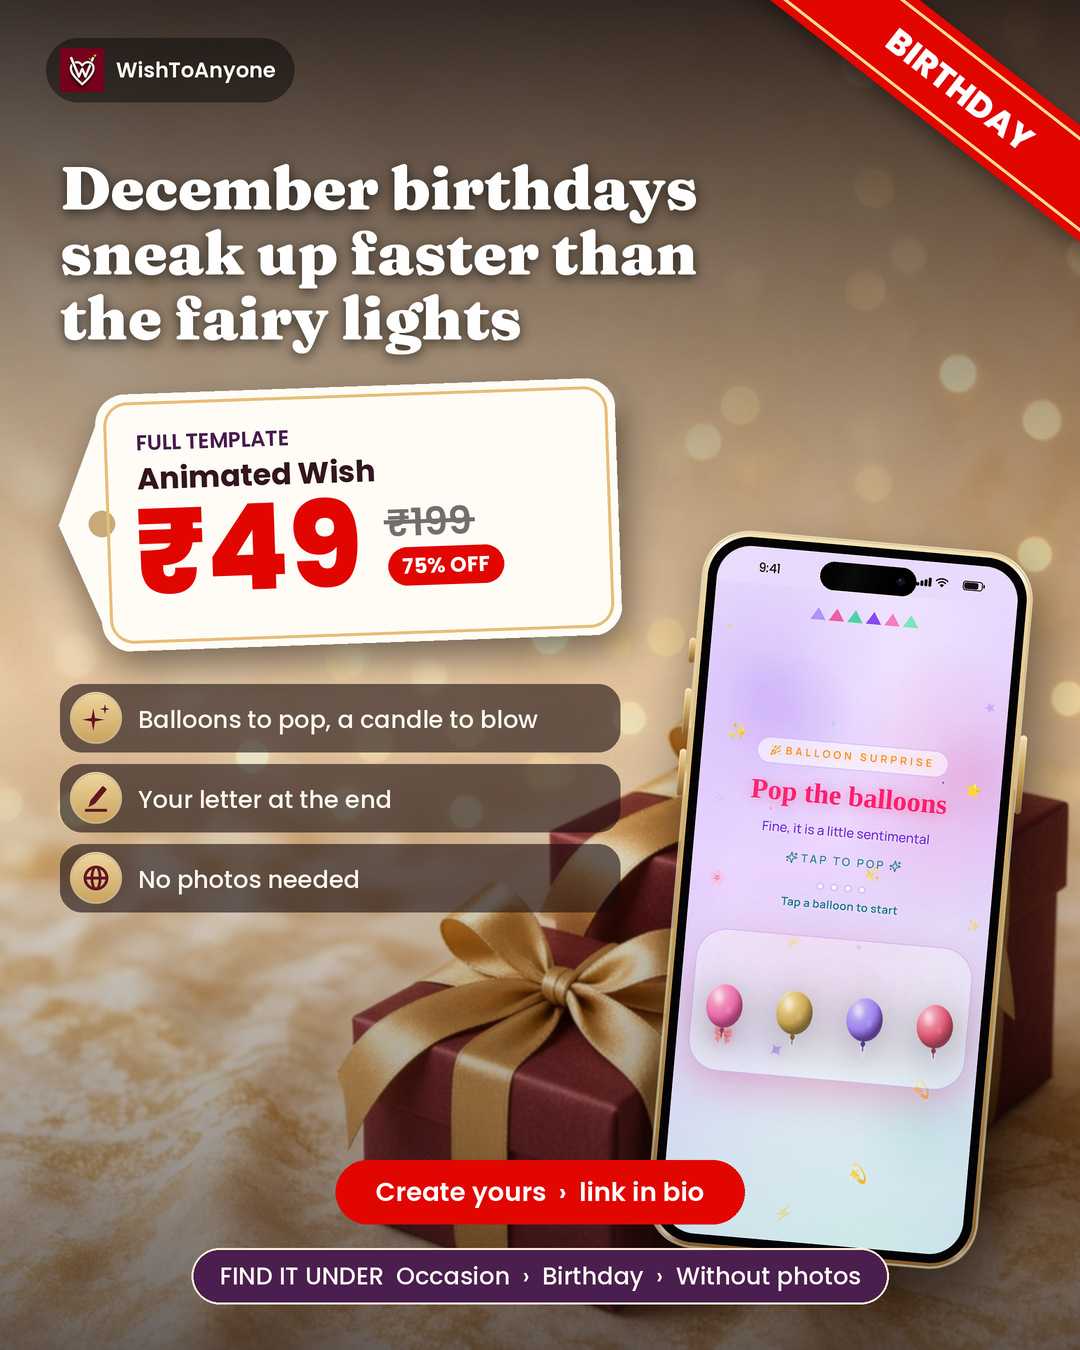 WishToAnyone
BIRTHDAY
December birthdays
sneak up faster than
the fairy lights
FULL TEMPLATE
Animated Wish
₹49 ₹199
75% OFF
Balloons to pop, a candle to blow
Your letter at the end
No photos needed
9:41
BALLOON SURPRISE
Pop the balloons
Fine, it is a little sentimental
TAP TO POP
Tap a balloon to start
Create yours › link in bio
FIND IT UNDER Occasion › Birthday › Without photos